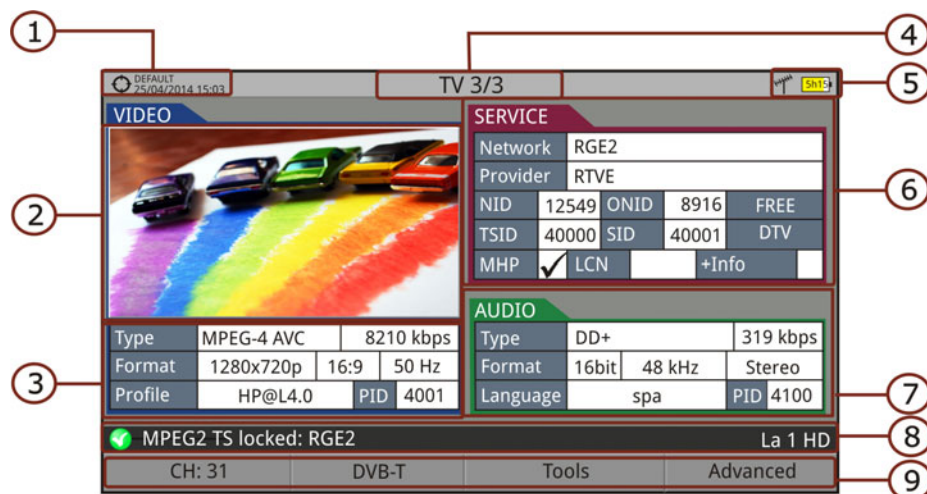 1
4
DEFAULT
25/04/2014 15:03
TV 3/3
5h15
5
VIDEO
SERVICE
Network RGE2
Provider RTVE
NID 12549 ONID 8916 FREE
TSID 40000 SID 40001 DTV
MHP ✓ LCN +Info
2
6
AUDIO
Type MPEG-4 AVC 8210 kbps
Type DD+ 319 kbps
Format 1280x720p 16:9 50 Hz
Format 16bit 48 kHz Stereo
Profile HP@L4.0 PID 4001
Language spa PID 4100
3
7
MPEG2 TS locked: RGE2 La 1 HD
8
CH: 31 DVB-T Tools Advanced
9